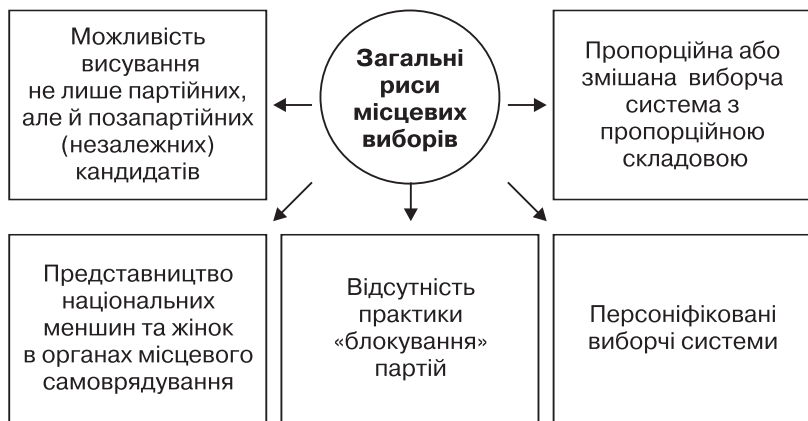 Можливість
висування
не лише партійних,
але й позапартійних
(незалежних)
кандидатів
Загальні
риси
місцевих
виборів
Пропорційна або
змішана виборча
система з
пропорційною
складовою
Представництво
національних
меншин та жінок
в органах місцевого
самоврядування
Відсутність
практики
«блокування»
партій
Персоніфіковані
виборчі системи